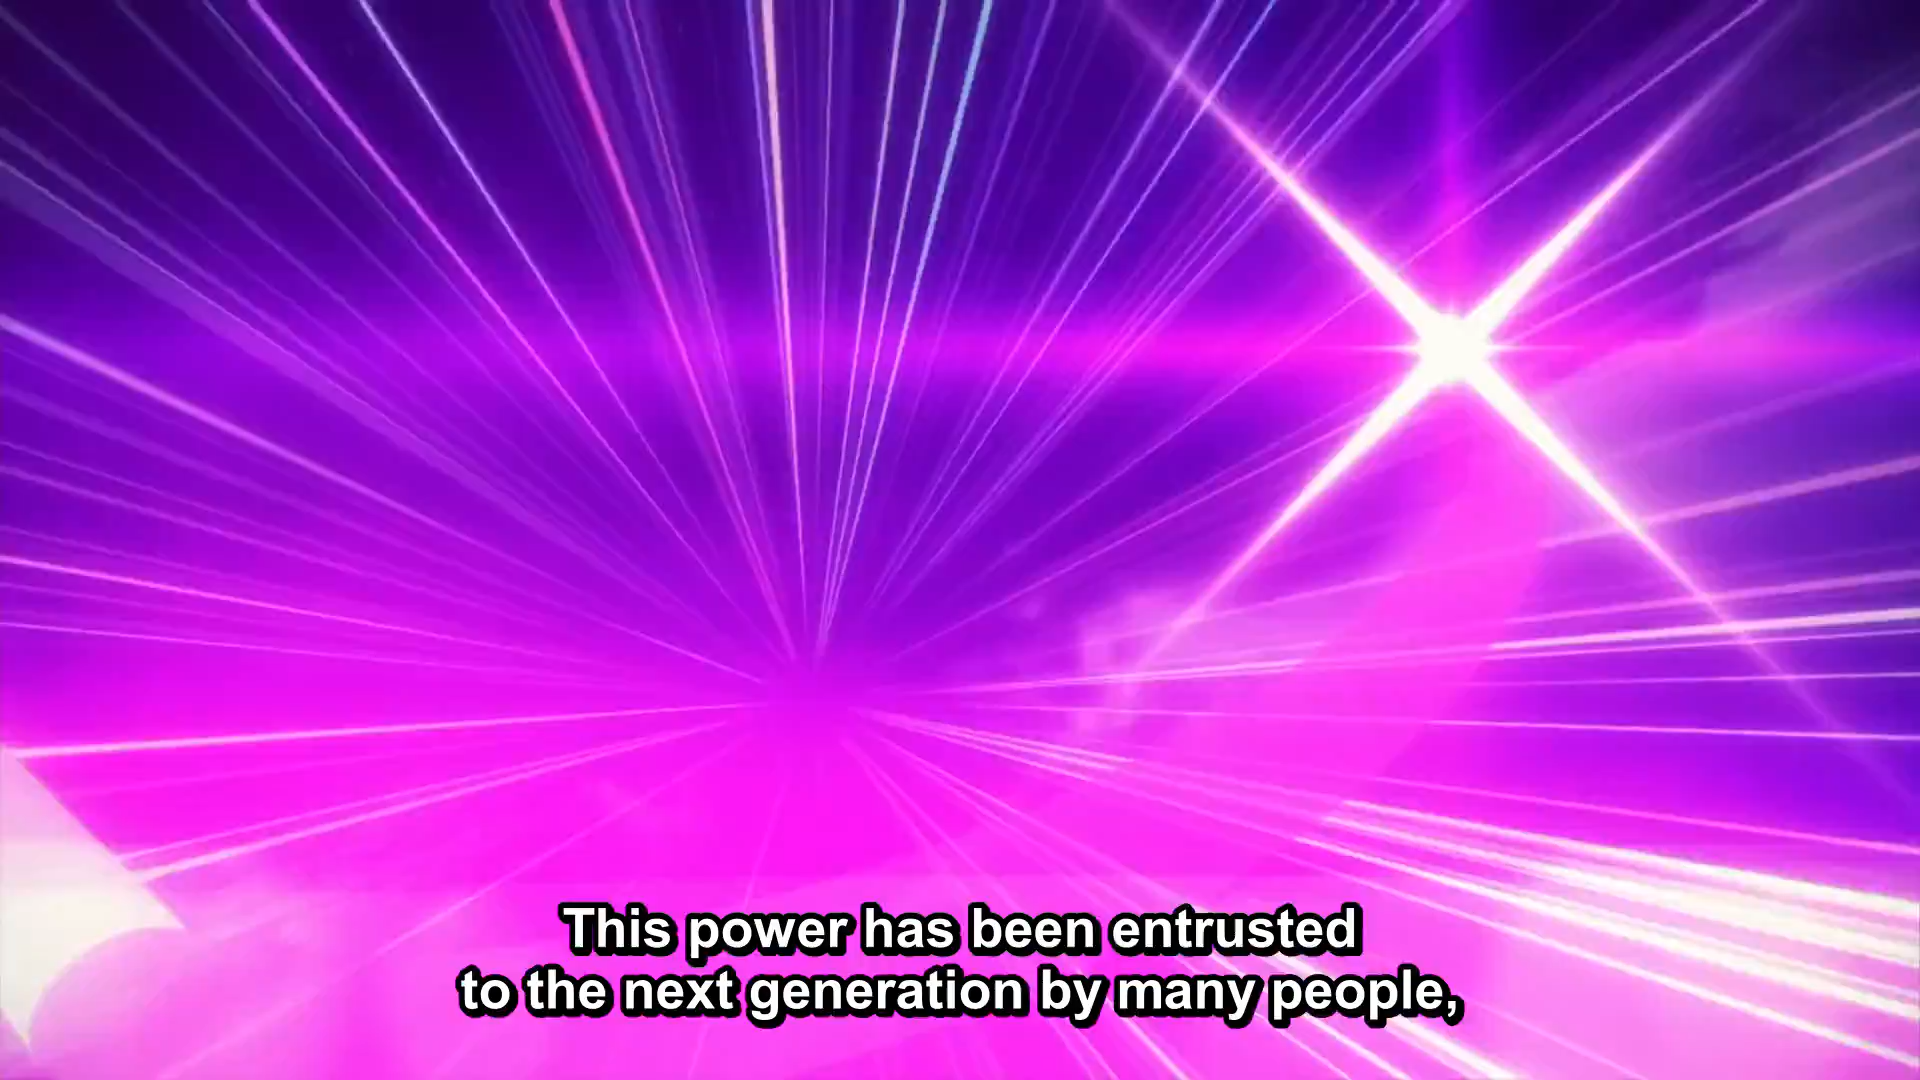 This power has been entrusted
to the next generation by many people,